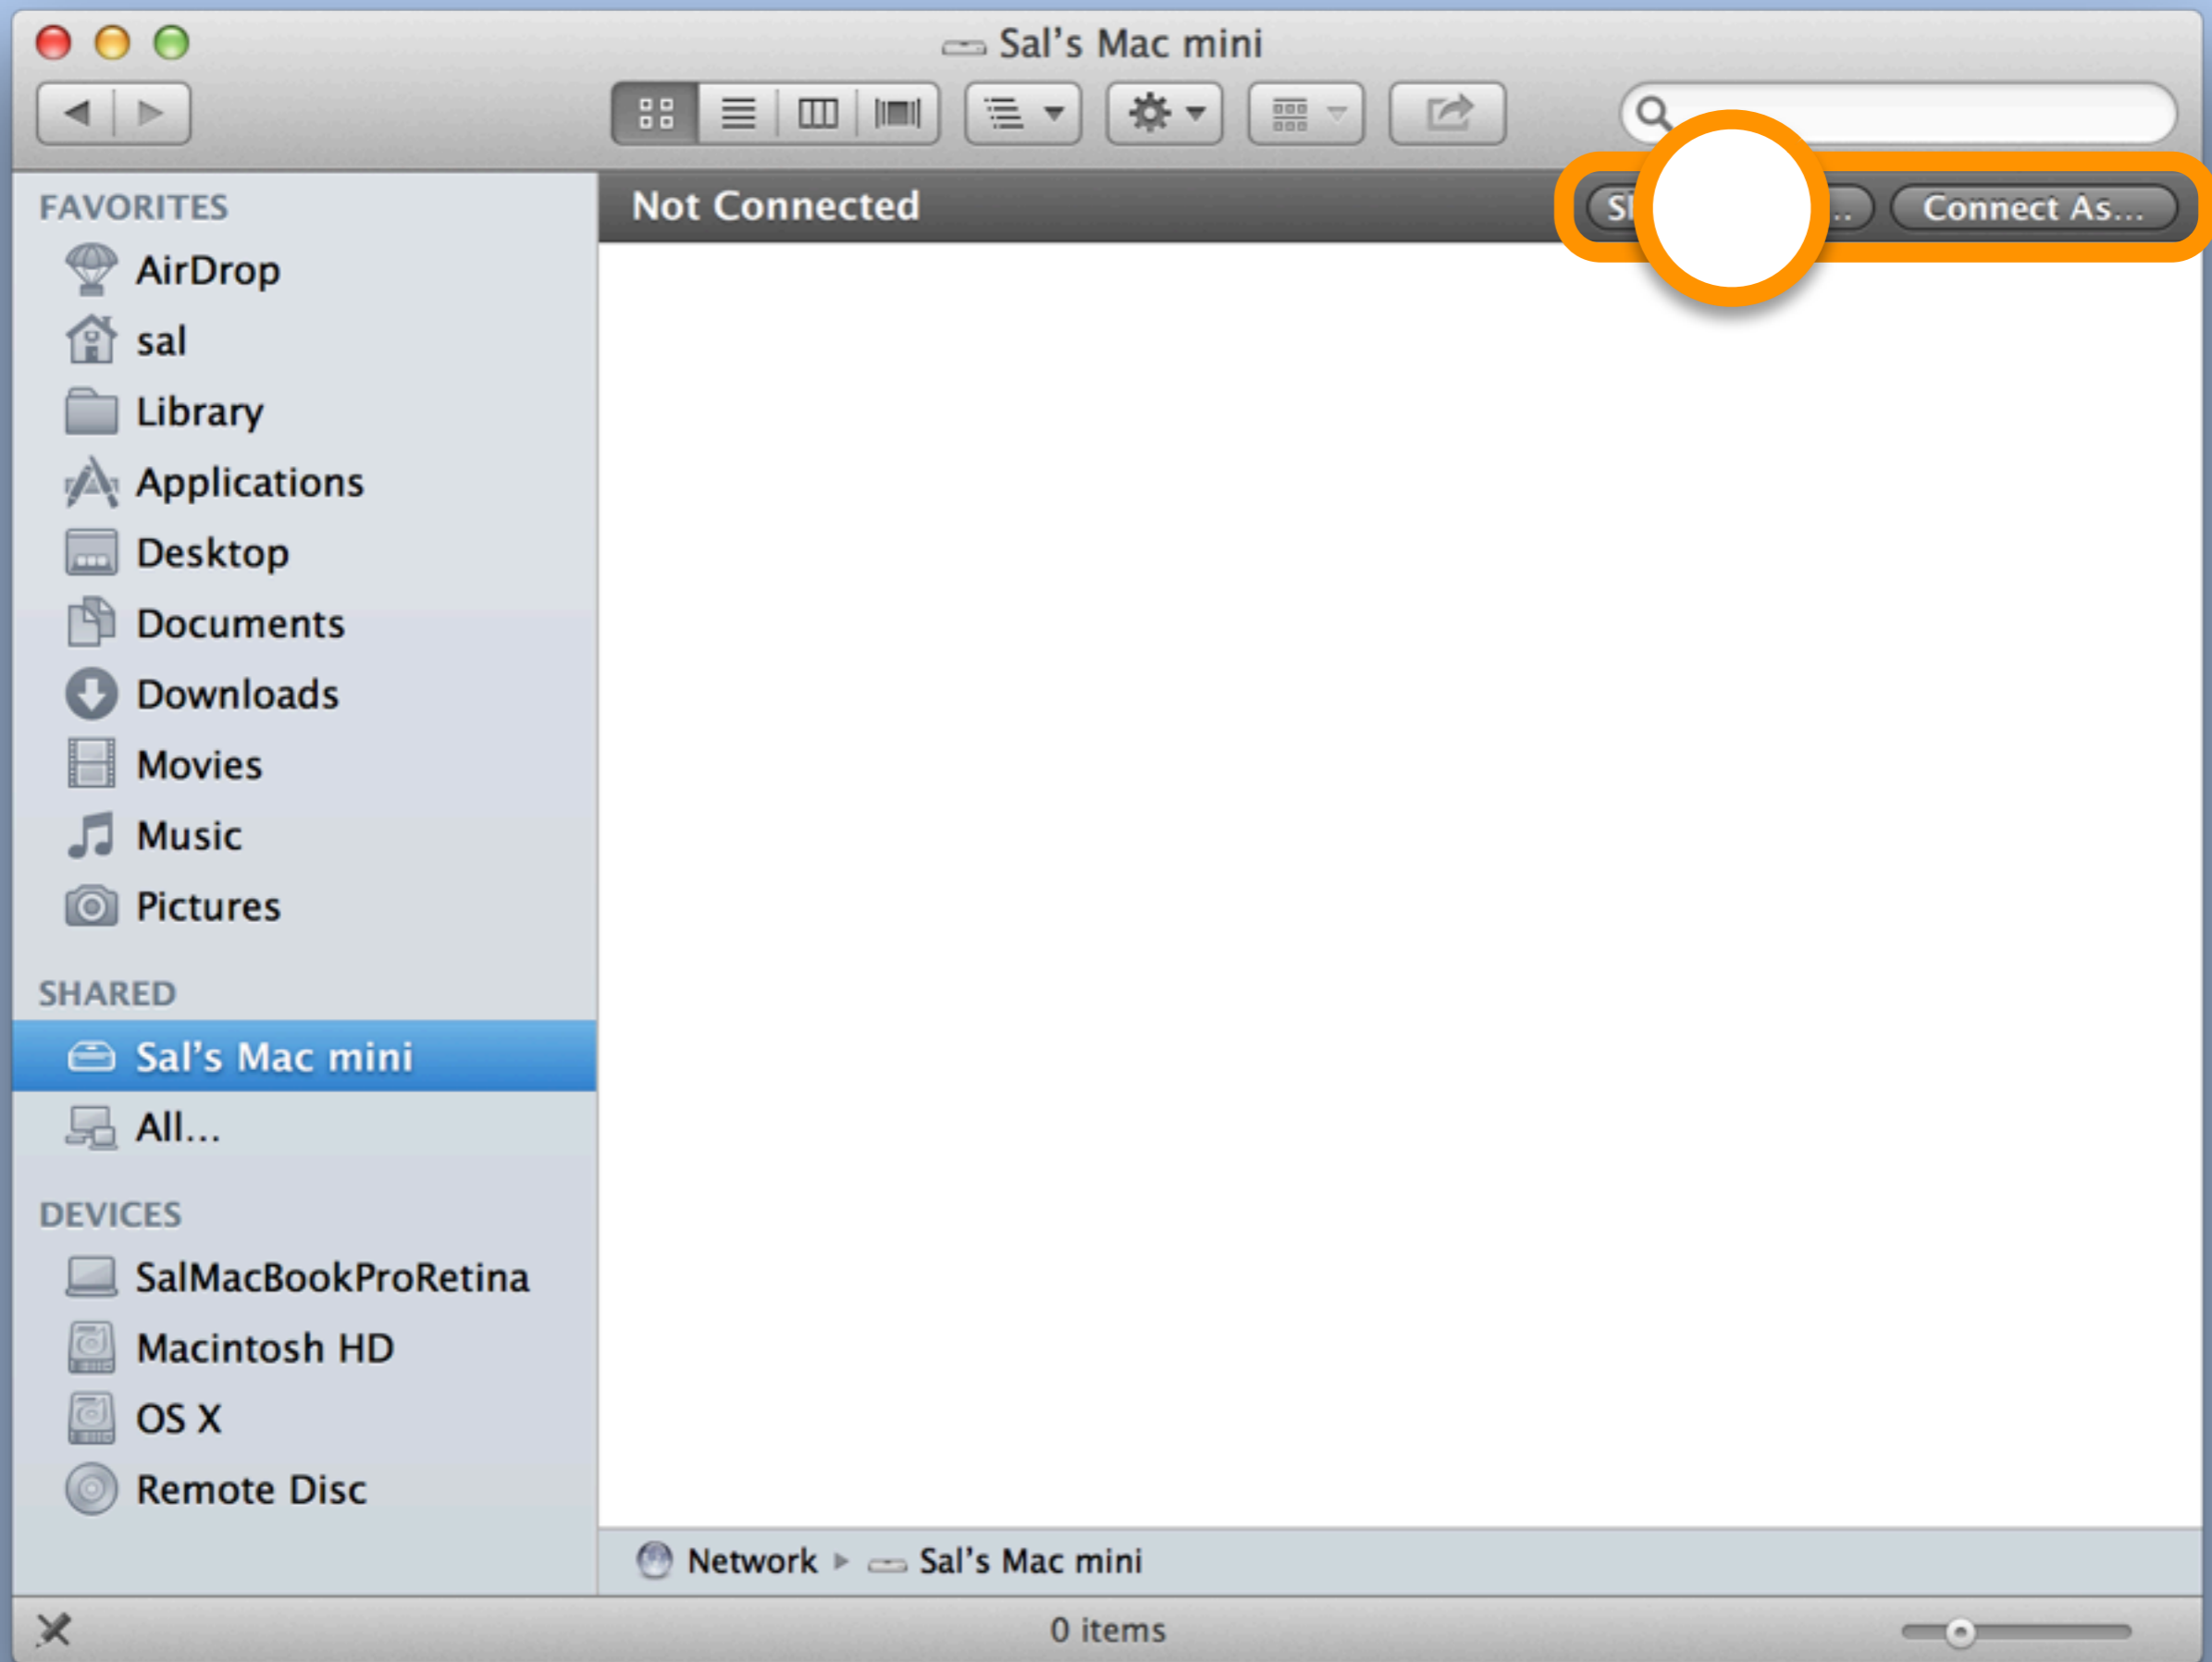 Sal's Mac mini
FAVORITES
AirDrop
sal
Library
Applications
Desktop
Documents
Downloads
Movies
Music
Pictures
SHARED
Sal's Mac mini
All...
DEVICES
SalMacBookProRetina
Macintosh HD
OS X
Remote Disc
Not Connected
Connect As...
Network ▸ Sal's Mac mini
0 items